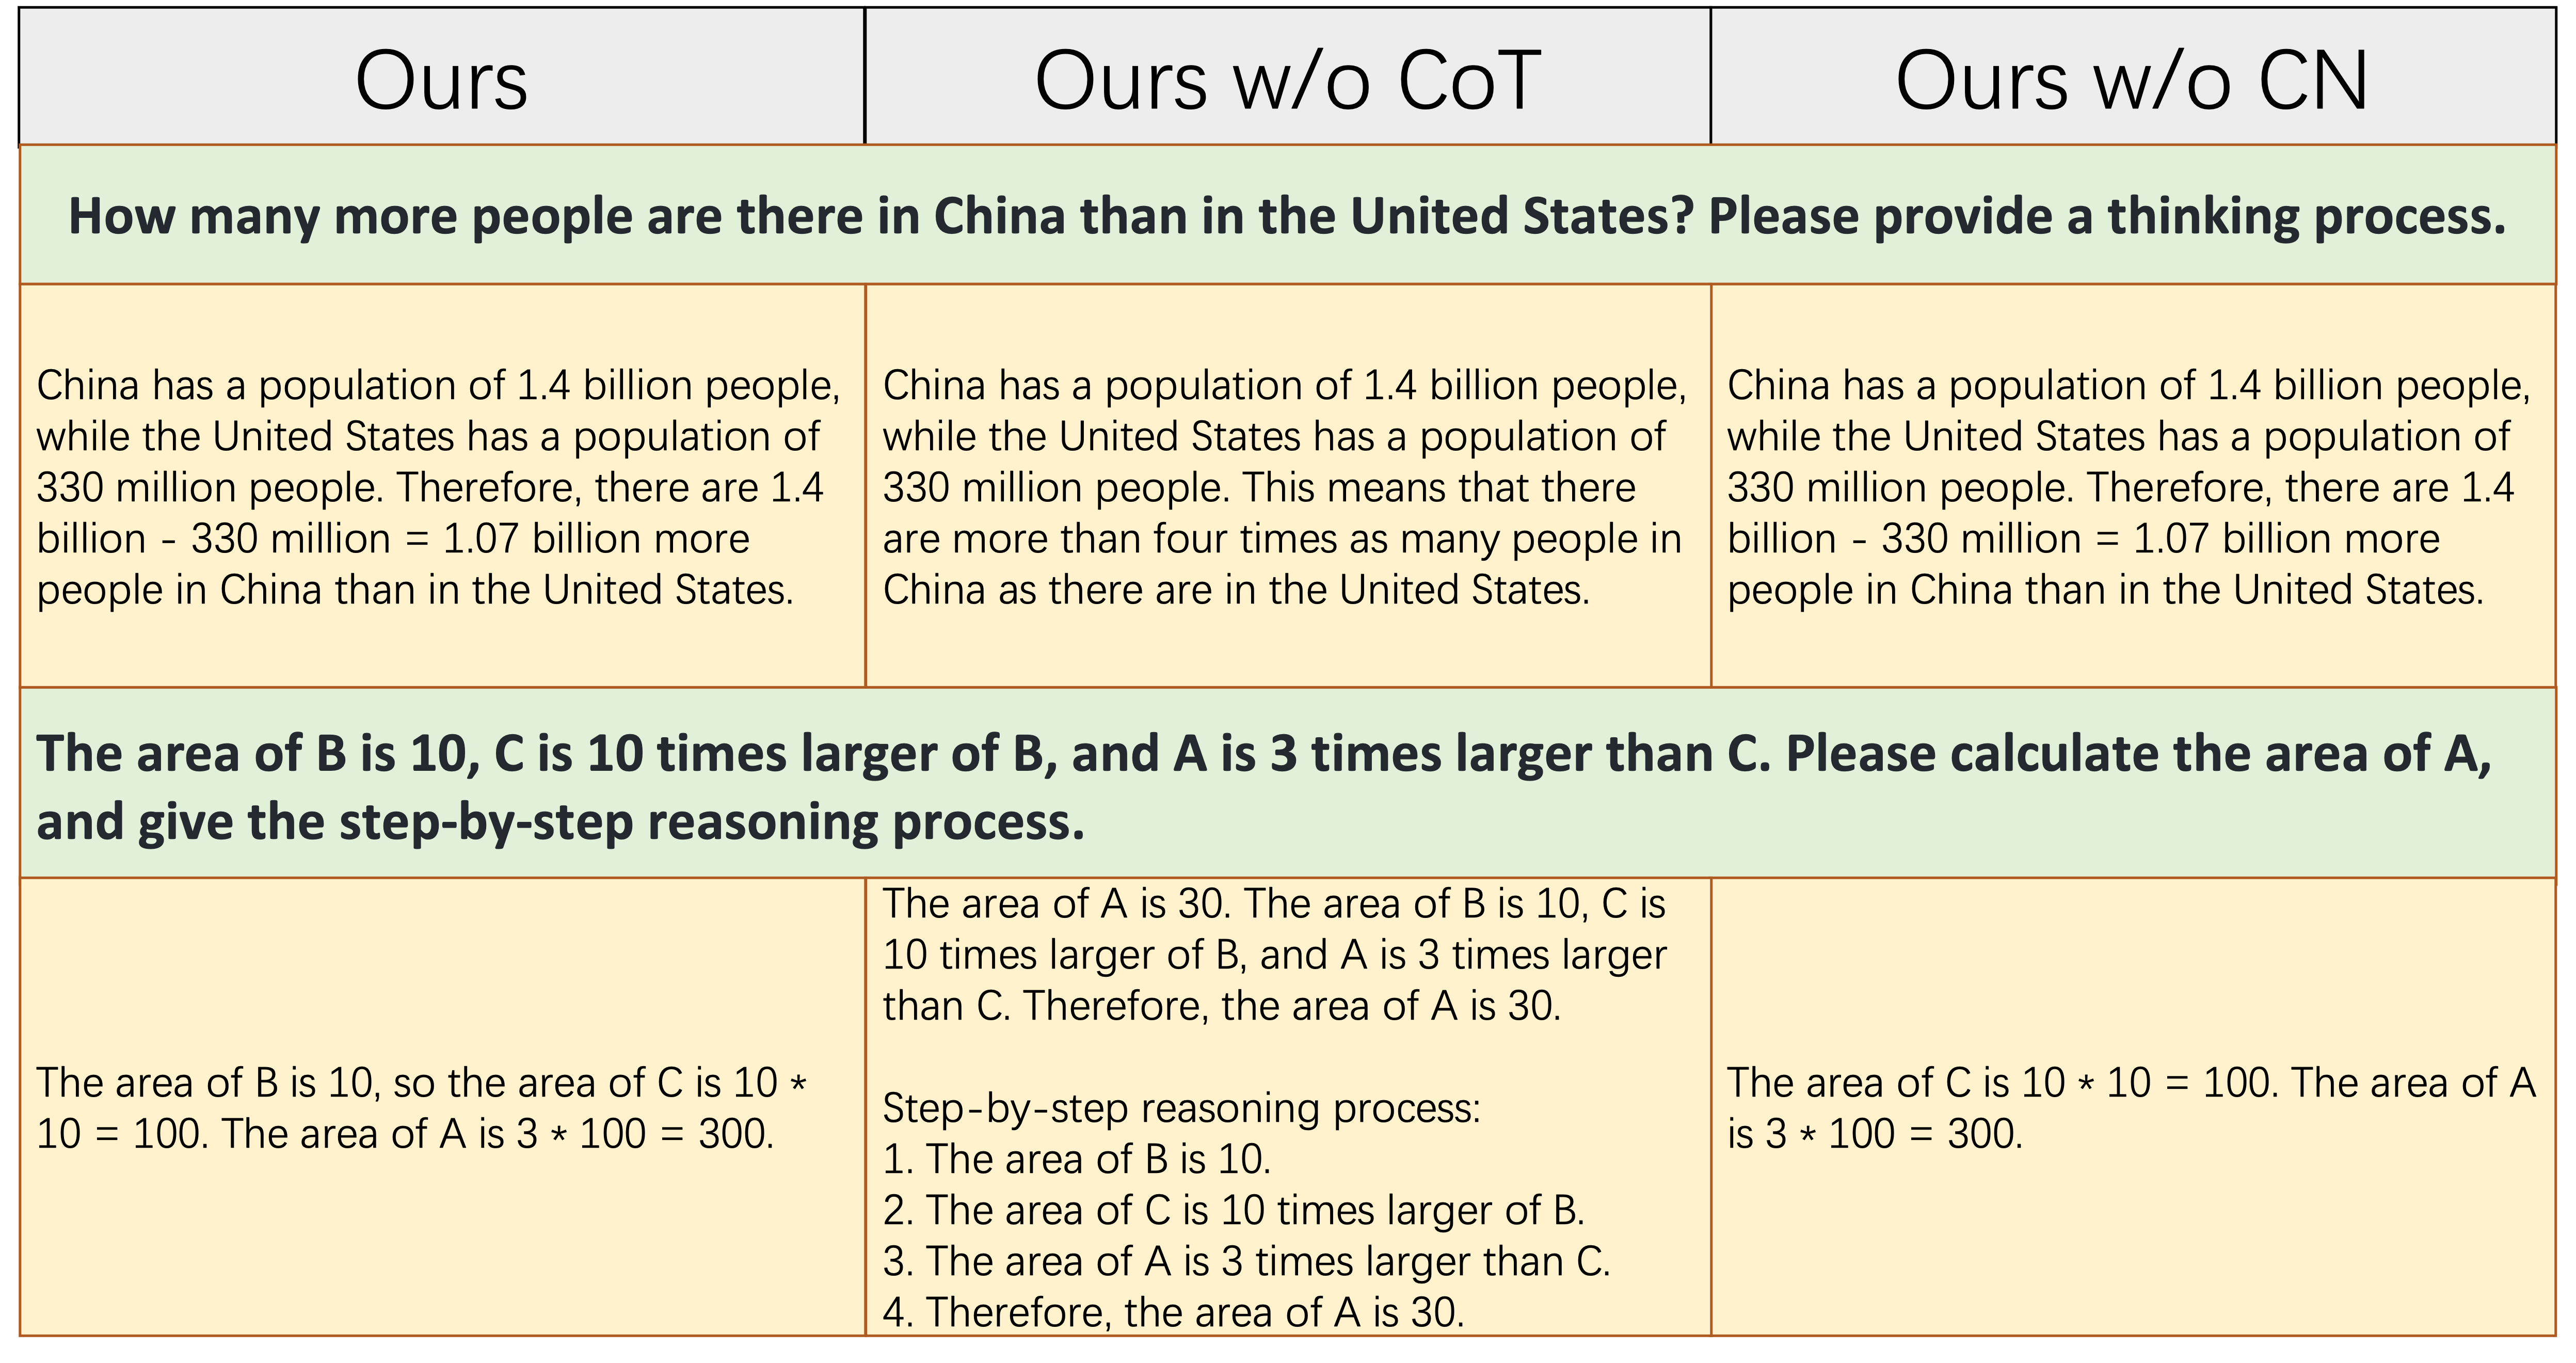 Ours
Ours w/o CoT
Ours w/o CN
How many more people are there in China than in the United States? Please provide a thinking process.
China has a population of 1.4 billion people,
while the United States has a population of
330 million people. Therefore, there are 1.4
billion - 330 million = 1.07 billion more
people in China than in the United States.
China has a population of 1.4 billion people,
while the United States has a population of
330 million people. This means that there
are more than four times as many people in
China as there are in the United States.
China has a population of 1.4 billion people,
while the United States has a population of
330 million people. Therefore, there are 1.4
billion - 330 million = 1.07 billion more
people in China than in the United States.
The area of B is 10, C is 10 times larger of B, and A is 3 times larger than C. Please calculate the area of A,
and give the step-by-step reasoning process.
The area of B is 10, so the area of C is 10 *
10 = 100. The area of A is 3 * 100 = 300.
The area of A is 30. The area of B is 10, C is
10 times larger of B, and A is 3 times larger
than C. Therefore, the area of A is 30.
Step-by-step reasoning process:
1. The area of B is 10.
2. The area of C is 10 times larger of B.
3. The area of A is 3 times larger than C.
4. Therefore, the area of A is 30.
The area of C is 10 * 10 = 100. The area of A
is 3 * 100 = 300.